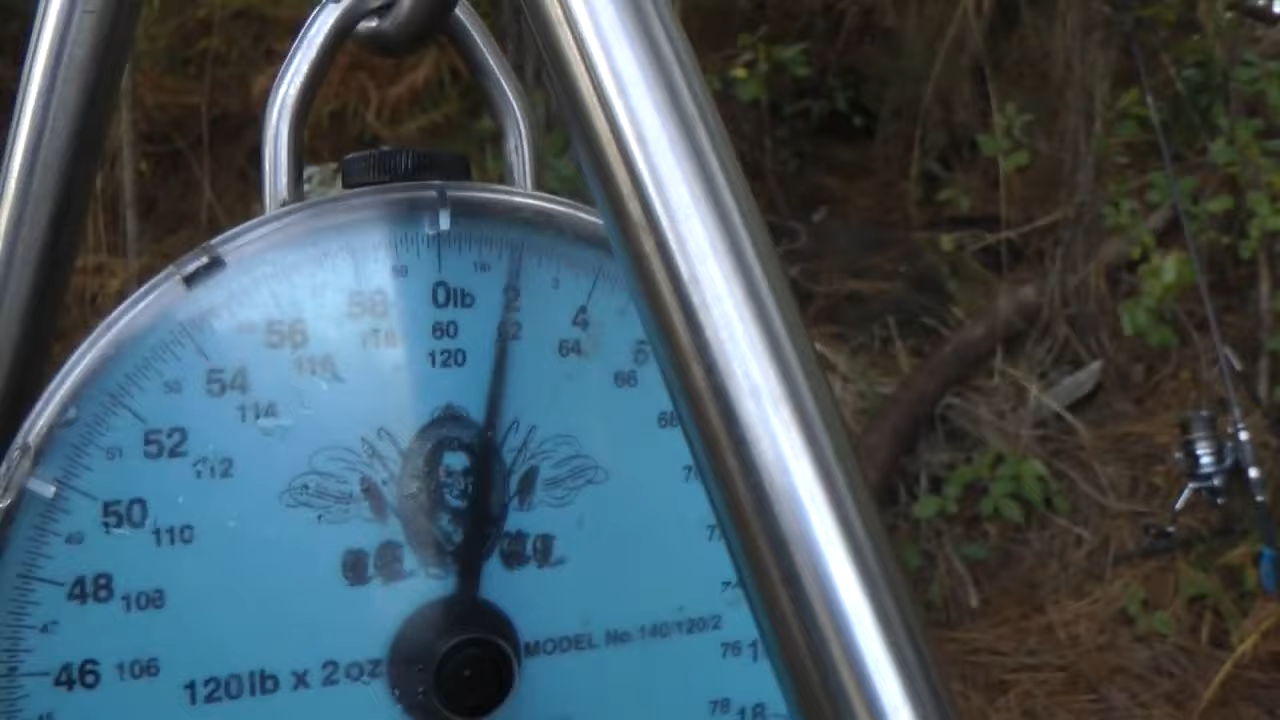 0lb 2 4
60 62 64 66 68
120
56 116
54 114
52 112
50 110
48 108
46 106
MODEL No.140/120/2
120lb x 2oz
76
78